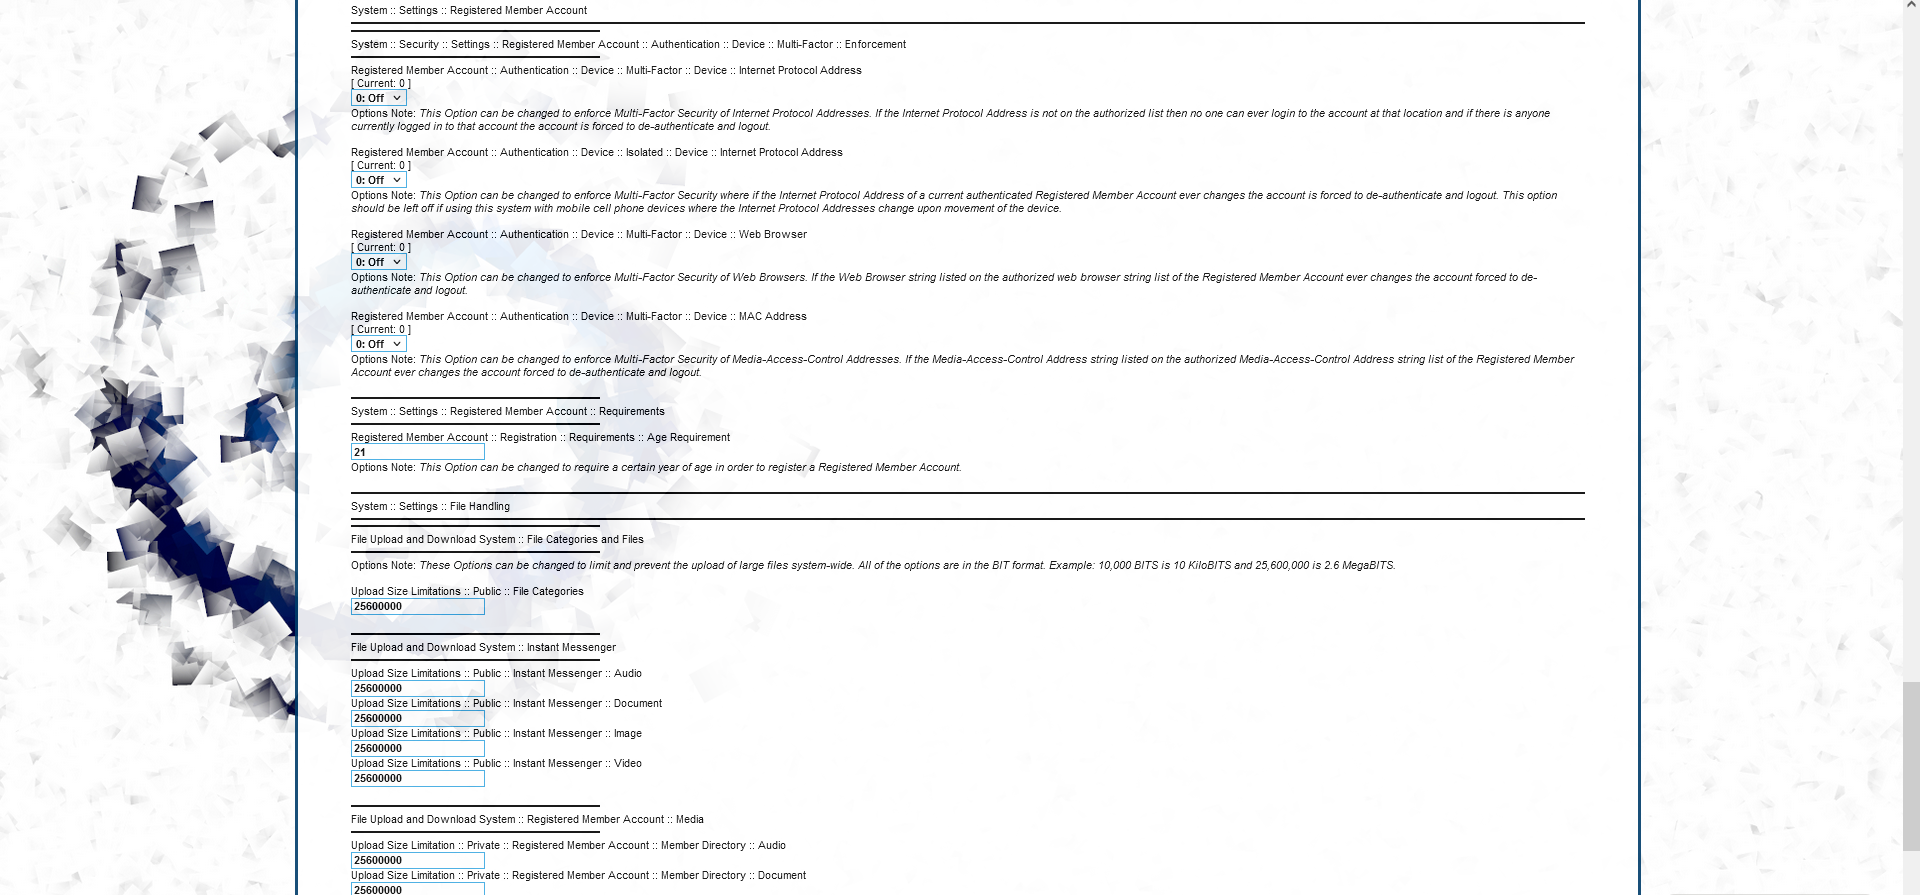 System :: Settings :: Registered Member Account
System :: Security :: Settings :: Registered Member Account :: Authentication :: Device :: Multi-Factor :: Enforcement
Registered Member Account :: Authentication :: Device :: Multi-Factor :: Device :: Internet Protocol Address
[ Current: 0 ]
0: Off
Options Note: This Option can be changed to enforce Multi-Factor Security of Internet Protocol Addresses. If the Internet Protocol Address is not on the authorized list then no one can ever login to the account at that location and if there is anyone
currently logged in to that account the account is forced to de-authenticate and logout.
Registered Member Account :: Authentication :: Device :: Isolated :: Device :: Internet Protocol Address
[ Current: 0 ]
0: Off
Options Note: This Option can be changed to enforce Multi-Factor Security where if the Internet Protocol Address of a current authenticated Registered Member Account ever changes the account is forced to de-authenticate and logout. This option
should be left off if using this system with mobile cell phone devices where the Internet Protocol Addresses change upon movement of the device.
Registered Member Account :: Authentication :: Device :: Multi-Factor :: Device :: Web Browser
[ Current: 0 ]
0: Off
Options Note: This Option can be changed to enforce Multi-Factor Security of Web Browsers. If the Web Browser string listed on the authorized web browser string list of the Registered Member Account ever changes the account forced to de-
authenticate and logout.
Registered Member Account :: Authentication :: Device :: Multi-Factor :: Device :: MAC Address
[ Current: 0 ]
0: Off
Options Note: This Option can be changed to enforce Multi-Factor Security of Media-Access-Control Addresses. If the Media-Access-Control Address string listed on the authorized Media-Access-Control Address string list of the Registered Member
Account ever changes the account forced to de-authenticate and logout.
System :: Settings :: Registered Member Account :: Requirements
Registered Member Account :: Registration :: Requirements :: Age Requirement
21
Options Note: This Option can be changed to require a certain year of age in order to register a Registered Member Account.
System :: Settings :: File Handling
File Upload and Download System :: File Categories and Files
Options Note: These Options can be changed to limit and prevent the upload of large files system-wide. All of the options are in the BIT format. Example: 10,000 BITS is 10 KiloBITS and 25,600,000 is 2.6 MegaBITS.
Upload Size Limitations :: Public :: File Categories
25600000
File Upload and Download System :: Instant Messenger
Upload Size Limitations :: Public :: Instant Messenger :: Audio
25600000
Upload Size Limitations :: Public :: Instant Messenger :: Document
25600000
Upload Size Limitations :: Public :: Instant Messenger :: Image
25600000
Upload Size Limitations :: Public :: Instant Messenger :: Video
25600000
File Upload and Download System :: Registered Member Account :: Media
Upload Size Limitation :: Private :: Registered Member Account :: Member Directory :: Audio
25600000
Upload Size Limitation :: Private :: Registered Member Account :: Member Directory :: Document
25600000